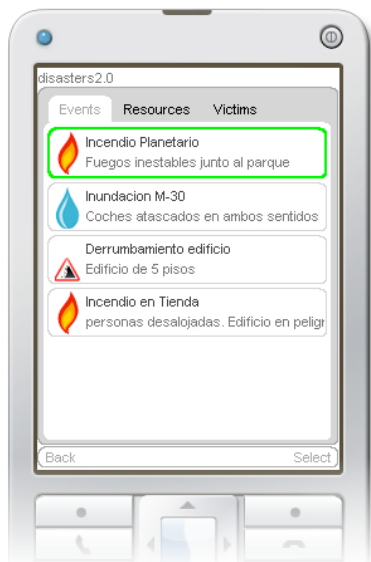 disasters2.0
Events Resources Victims
Incendio Planetario
Fuegos inestables junto al parque
Inundacion M-30
Coches atascados en ambos sentidos
Derrumbamiento edificio
Edificio de 5 pisos
Incendio en Tienda
personas desalojadas. Edificio en peligr
Back Select